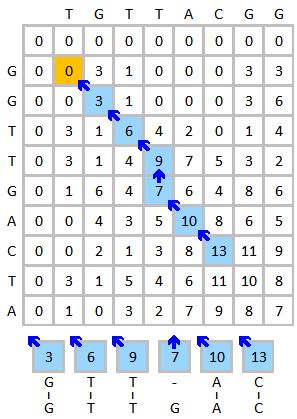 T G T T A C G G
0 0 0 0 0 0 0 0 0
G 0 0 3 1 0 0 0 3 3
G 0 0 3 1 0 0 0 3 6
T 0 3 1 6 4 2 0 1 4
T 0 3 1 4 9 7 5 3 2
G 0 1 6 4 7 6 4 8 6
A 0 0 4 3 5 10 8 6 5
C 0 0 2 1 3 8 13 11 9
T 0 3 1 5 4 6 11 10 8
A 0 1 0 3 2 7 9 8 7
3 6 9 7 10 13
G T T - A C
G T T G A C